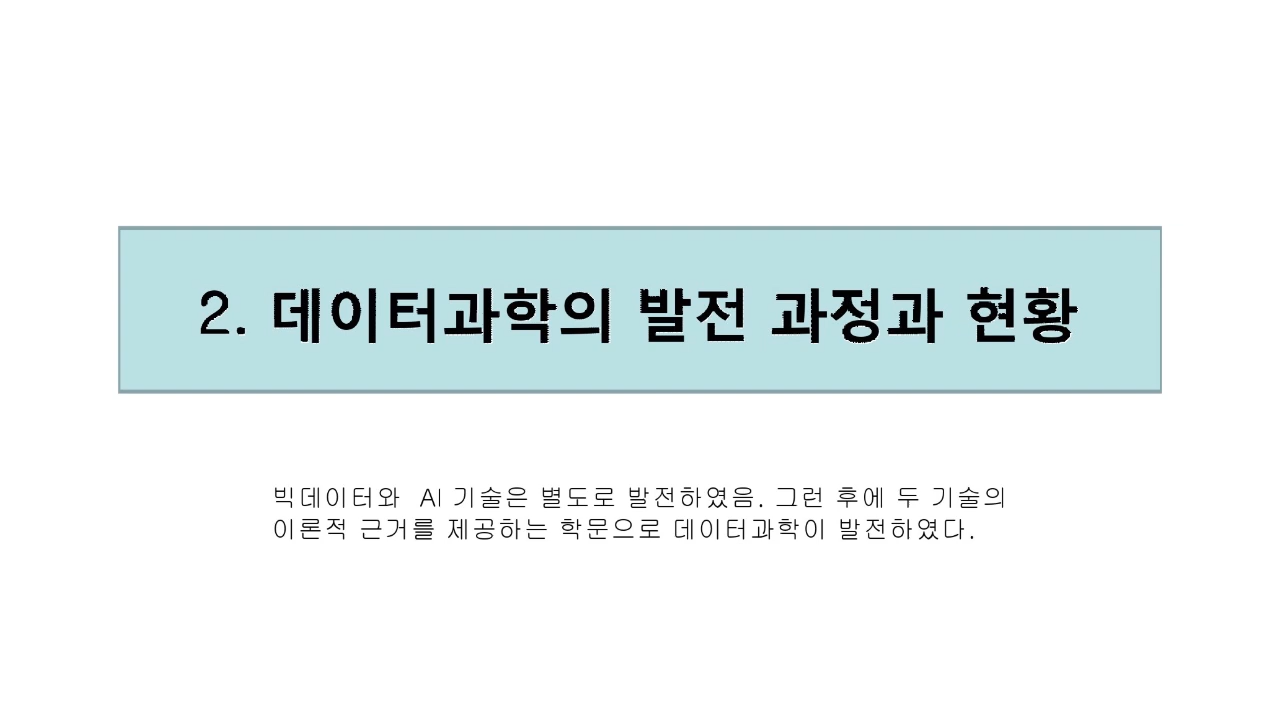 2. 데이터과학의 발전 과정과 현황
빅데이터와 AI 기술은 별도로 발전하였음. 그런 후에 두 기술의
이론적 근거를 제공하는 학문으로 데이터과학이 발전하였다.